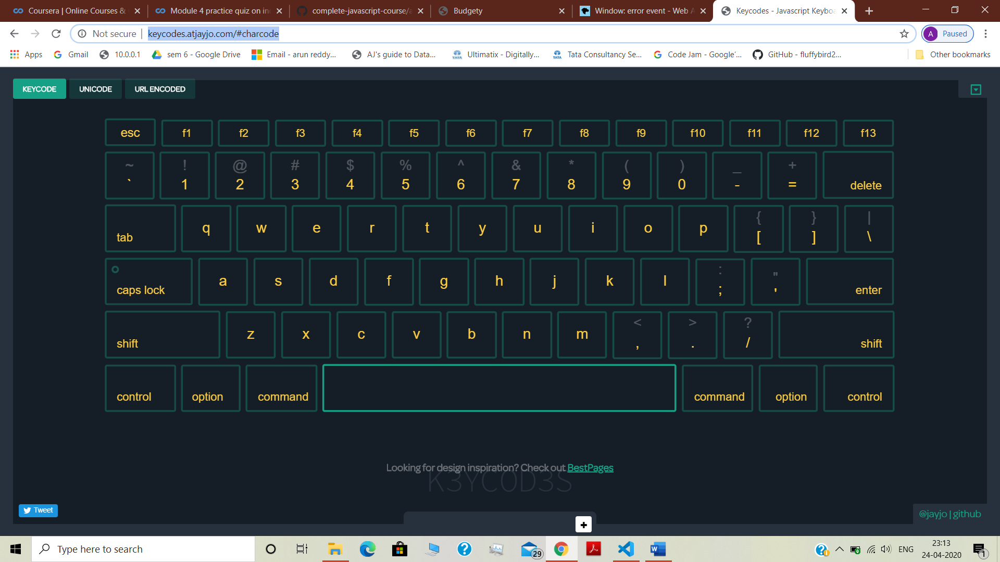 Coursera | Online Courses &
Module 4 practice quiz on in
complete-javascript-course/
Budgety
Window: error event - Web A
Keycodes - Javascript Keybo
Not secure | keycodes.atjayjo.com/#charcode
A Paused
Apps Gmail 10.0.0.1 sem 6 - Google Drive Email - arun reddy... AJ's guide to Data... Ultimatix - Digitally... Tata Consultancy Se... Code Jam - Google'... GitHub - fluffybird2... Other bookmarks
KEYCODE UNICODE URL ENCODED
esc f1 f2 f3 f4 f5 f6 f7 f8 f9 f10 f11 f12 f13
~ ! @ # $ % ^ & * ( ) _ +
` 1 2 3 4 5 6 7 8 9 0 - = delete
{ } |
tab q w e r t y u i o p [ ] \
: "
caps lock a s d f g h j k l ; ' enter
< > ?
shift z x c v b n m , . / shift
control option command command option control
Looking for design inspiration? Check out BestPages
K3YC0D3S
Tweet
@jayjo | github
Type here to search
29
ENG
23:13
24-04-2020
1